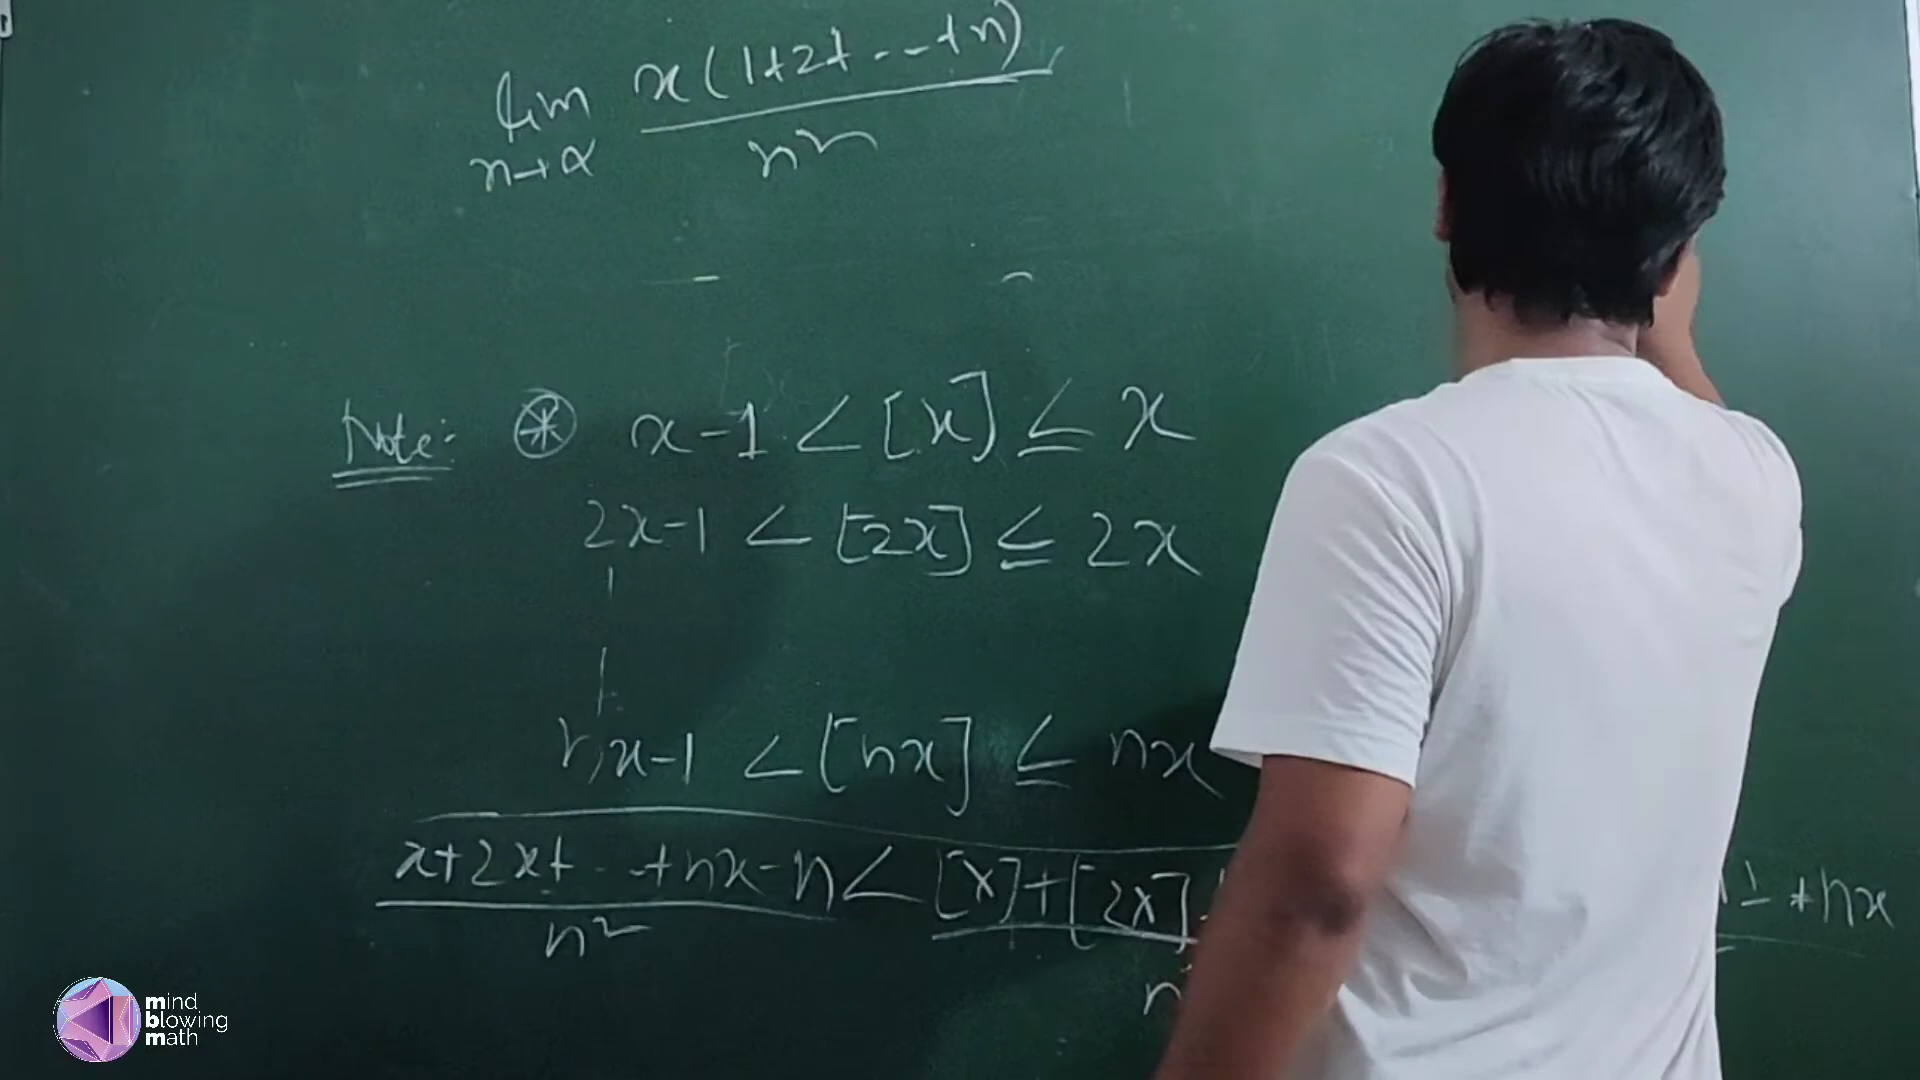 lim x(1+2+...+n)
n→∝ n²
Note:- ⊛ x-1 < [x] ≤ x
2x-1 < [2x] ≤ 2x
nx-1 < [nx] ≤ nx
x+2x+...+nx-n < [x]+[2x] +nx
n² n
mind
blowing
math